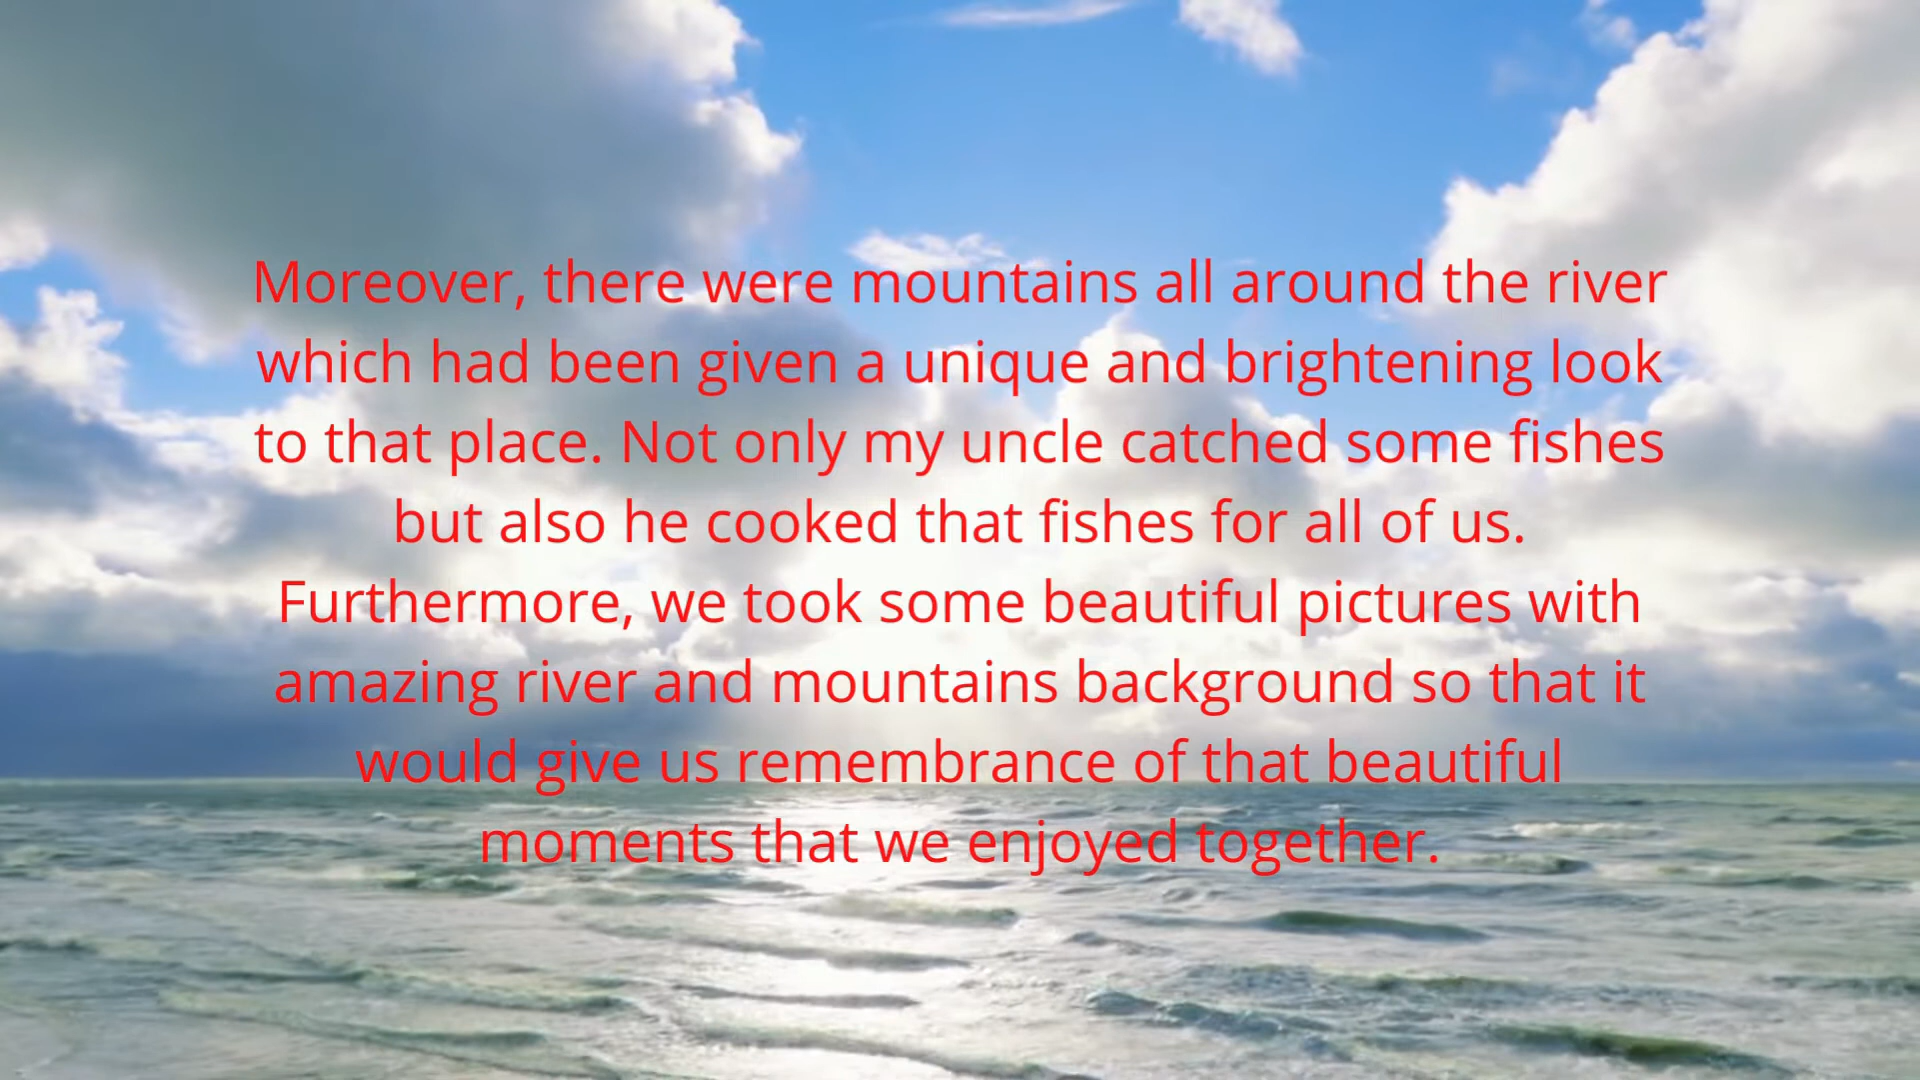 Moreover, there were mountains all around the river
which had been given a unique and brightening look
to that place. Not only my uncle catched some fishes
but also he cooked that fishes for all of us.
Furthermore, we took some beautiful pictures with
amazing river and mountains background so that it
would give us remembrance of that beautiful
moments that we enjoyed together.